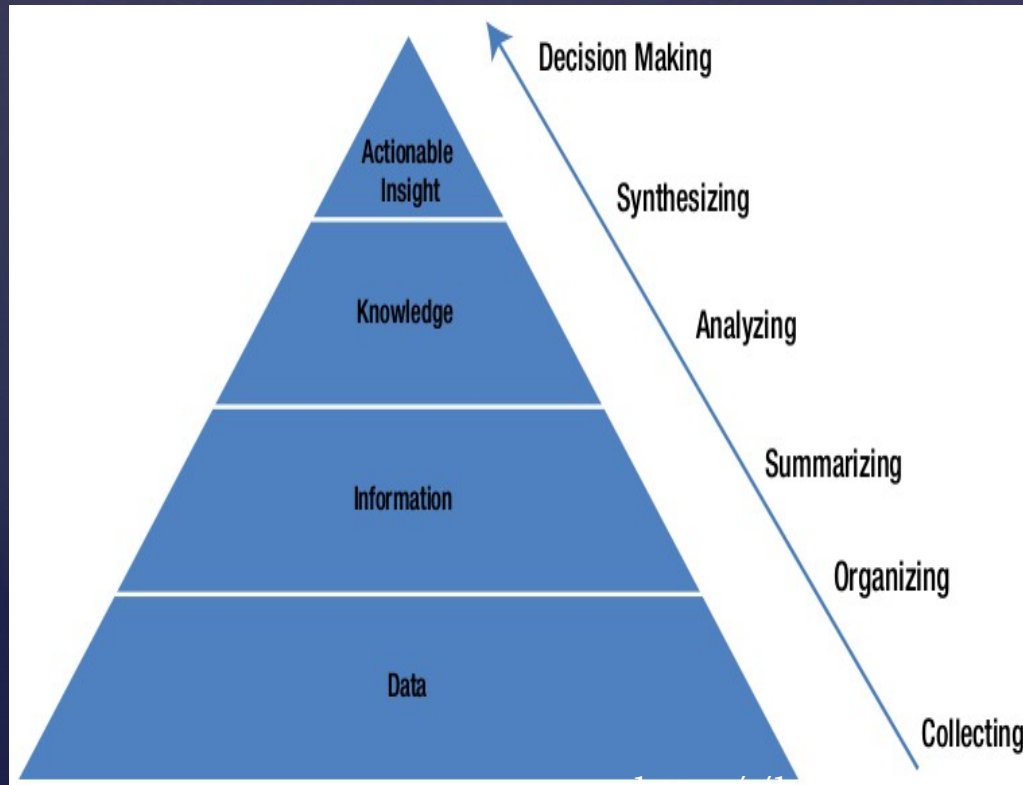 Decision Making
Actionable
Insight
Synthesizing
Knowledge
Analyzing
Summarizing
Information
Organizing
Data
Collecting